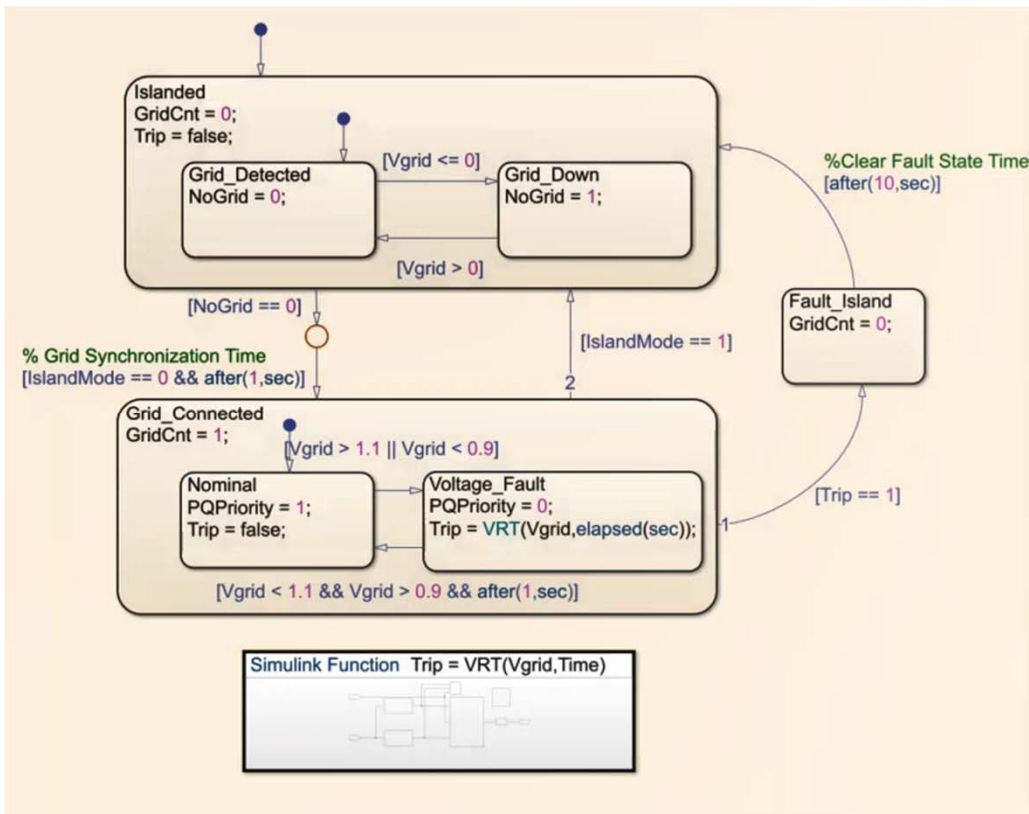 Islanded
GridCnt = 0;
Trip = false;
Grid_Detected
NoGrid = 0;
[Vgrid <= 0]
Grid_Down
NoGrid = 1;
[Vgrid > 0]
%Clear Fault State Time
[after(10,sec)]
Fault_Island
GridCnt = 0;
[NoGrid == 0]
% Grid Synchronization Time
[IslandMode == 0 && after(1,sec)]
[IslandMode == 1]
2
Grid_Connected
GridCnt = 1;
[Vgrid > 1.1 || Vgrid < 0.9]
Nominal
PQPriority = 1;
Trip = false;
Voltage_Fault
PQPriority = 0;
Trip = VRT(Vgrid,elapsed(sec));
1
[Trip == 1]
[Vgrid < 1.1 && Vgrid > 0.9 && after(1,sec)]
Simulink Function Trip = VRT(Vgrid,Time)